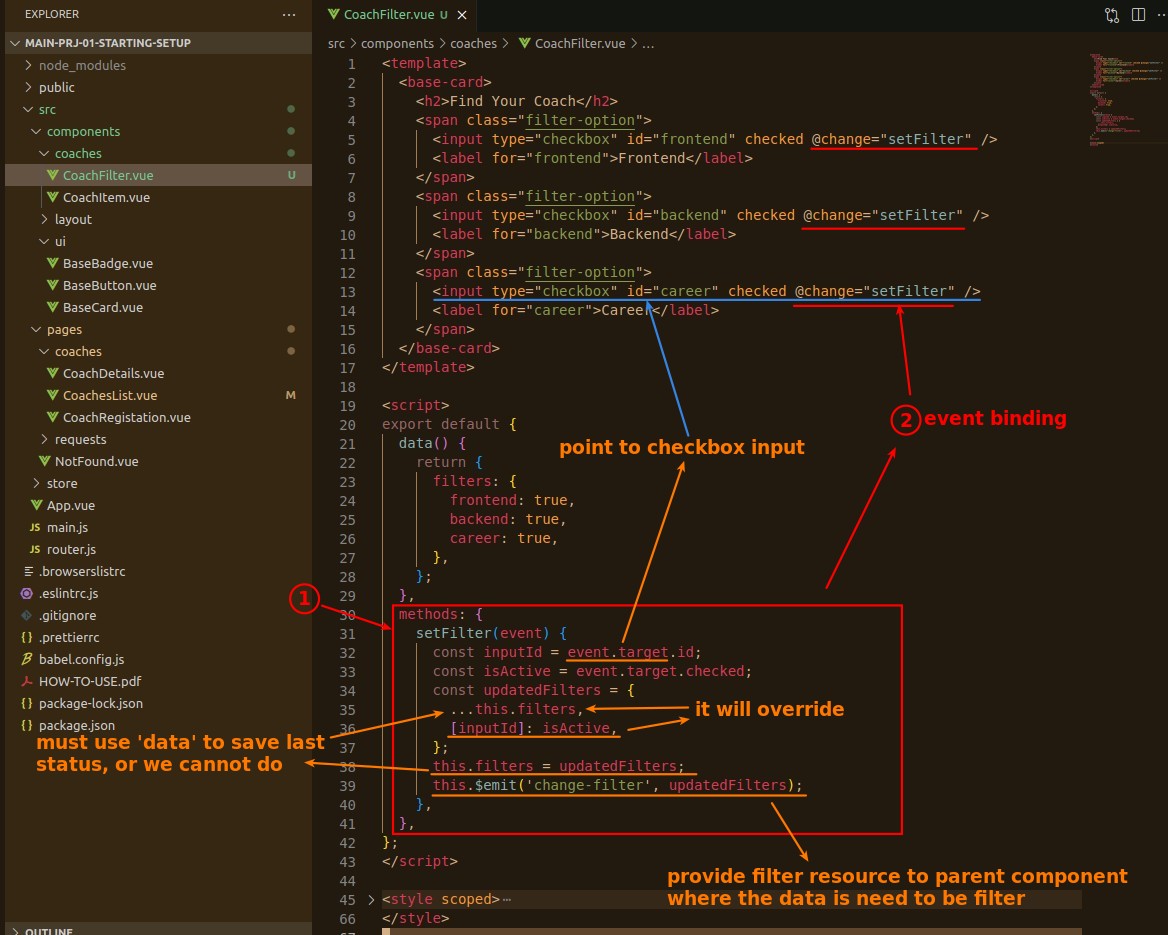 EXPLORER
MAIN-PRJ-01-STARTING-SETUP
node_modules
public
src
components
coaches
CoachFilter.vue U
CoachItem.vue
layout
ui
BaseBadge.vue
BaseButton.vue
BaseCard.vue
pages
coaches
CoachDetails.vue
CoachesList.vue M
CoachRegistation.vue
requests
NotFound.vue
store
App.vue
JS main.js
JS router.js
.browserslistrc
.eslintrc.js
.gitignore
{} .prettierrc
babel.config.js
HOW-TO-USE.pdf
{} package-lock.json
{} package.json
OUTLINE
CoachFilter.vue U
src > components > coaches > CoachFilter.vue > ...
1 <template>
2 <base-card>
3 <h2>Find Your Coach</h2>
4 <span class="filter-option">
5 <input type="checkbox" id="frontend" checked @change="setFilter" />
6 <label for="frontend">Frontend</label>
7 </span>
8 <span class="filter-option">
9 <input type="checkbox" id="backend" checked @change="setFilter" />
10 <label for="backend">Backend</label>
11 </span>
12 <span class="filter-option">
13 <input type="checkbox" id="career" checked @change="setFilter" />
14 <label for="career">Career</label>
15 </span>
16 </base-card>
17 </template>
18
19 <script>
20 export default {
21 data() {
22 return {
23 filters: {
24 frontend: true,
25 backend: true,
26 career: true,
27 },
28 };
29 },
30 methods: {
31 setFilter(event) {
32 const inputId = event.target.id;
33 const isActive = event.target.checked;
34 const updatedFilters = {
35 ...this.filters,
36 [inputId]: isActive,
37 };
38 this.filters = updatedFilters;
39 this.$emit('change-filter', updatedFilters);
40 },
41 },
42 };
43 </script>
44
45 <style scoped>...
66 </style>
67
2 event binding
point to checkbox input
1
it will override
must use 'data' to save last
status, or we cannot do
provide filter resource to parent component
where the data is need to be filter